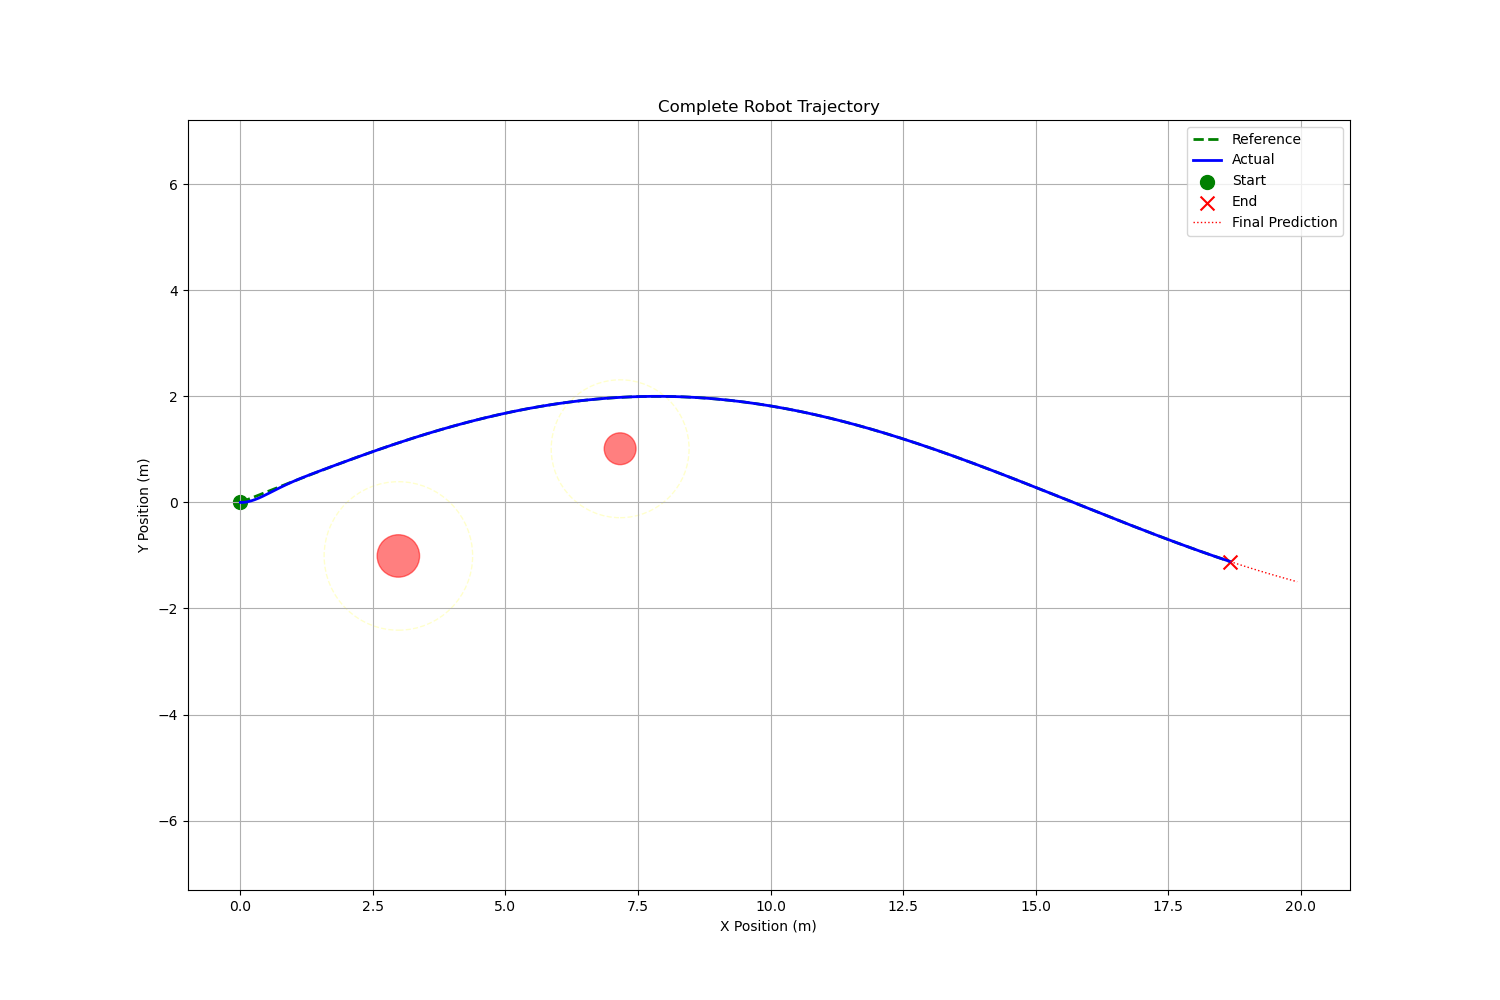 Complete Robot Trajectory
Reference
Actual
Start
End
Final Prediction
Y Position (m)
6
4
2
0
−2
−4
−6
0.0 2.5 5.0 7.5 10.0 12.5 15.0 17.5 20.0
X Position (m)